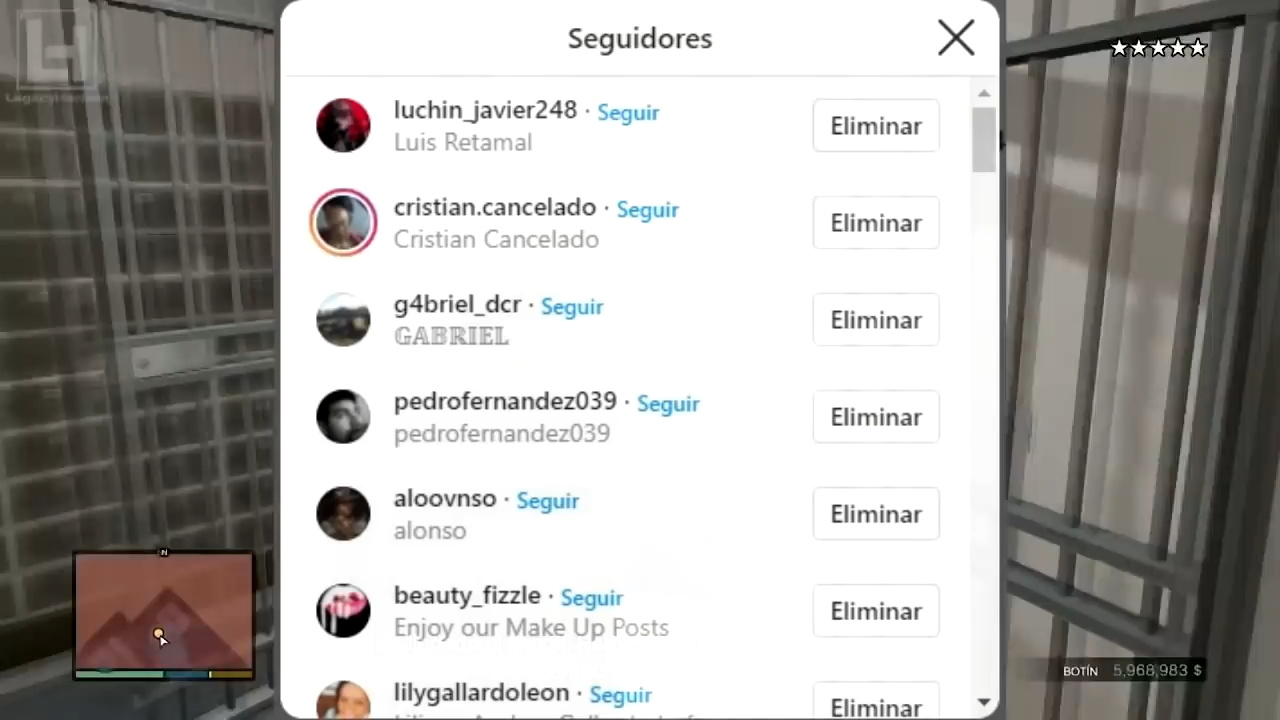 Seguidores
luchin_javier248 · Seguir
Luis Retamal
Eliminar
cristian.cancelado · Seguir
Cristian Cancelado
Eliminar
g4briel_dcr · Seguir
𝔾𝔸𝔹ℝ𝕀𝔼𝕃
Eliminar
pedrofernandez039 · Seguir
pedrofernandez039
Eliminar
aloovnso · Seguir
alonso
Eliminar
beauty_fizzle · Seguir
Enjoy our Make Up Posts
Eliminar
lilygallardoleon · Seguir
Eliminar
N
BOTÍN 5,968,983 $